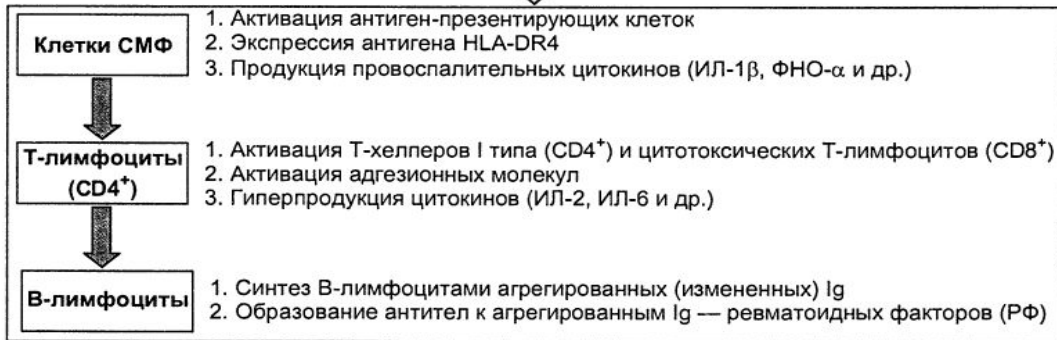 Клетки СМФ
1. Активация антиген-презентирующих клеток
2. Экспрессия антигена HLA-DR4
3. Продукция провоспалительных цитокинов (ИЛ-1β, ФНО-α и др.)
Т-лимфоциты
(CD4⁺)
1. Активация Т-хелперов I типа (CD4⁺) и цитотоксических Т-лимфоцитов (CD8⁺)
2. Активация адгезионных молекул
3. Гиперпродукция цитокинов (ИЛ-2, ИЛ-6 и др.)
В-лимфоциты
1. Синтез В-лимфоцитами агрегированных (измененных) Ig
2. Образование антител к агрегированным Ig — ревматоидных факторов (РФ)